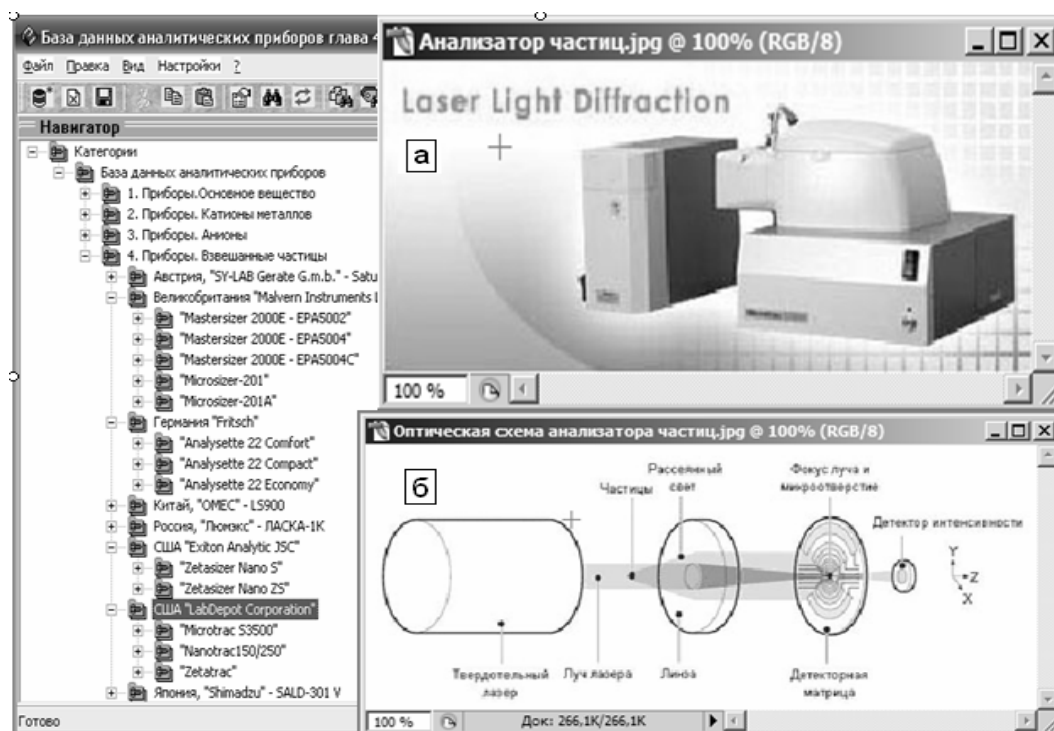 База данных аналитических приборов глава 4
Файл Правка Вид Настройки ?
Навигатор
Категории
База данных аналитических приборов
1. Приборы.Основное вещество
2. Приборы. Катионы металлов
3. Приборы. Анионы
4. Приборы. Взвешанные частицы
Австрия, "SY-LAB Gerate G.m.b." - Satu
Великобритания "Malvern Instruments L
"Mastersizer 2000E - EPA5002"
"Mastersizer 2000E - EPA5004"
"Mastersizer 2000E - EPA5004C"
"Microsizer-201"
"Microsizer-201A"
Германия "Fritsch"
"Analysette 22 Comfort"
"Analysette 22 Compact"
"Analysette 22 Economy"
Китай, "OMEC" - LS900
Россия, "Люмэкс" - ЛАСКА-1К
США "Exiton Analytic JSC"
"Zetasizer Nano S"
"Zetasizer Nano ZS"
США "LabDepot Corporation"
"Microtrac S3500"
"Nanotrac150/250"
"Zetatrac"
Япония, "Shimadzu" - SALD-301 V
Готово
Анализатор частиц.jpg @ 100% (RGB/8)
Laser Light Diffraction
а
100 %
Оптическая схема анализатора частиц.jpg @ 100% (RGB/8)
б
Частицы
Рассеянный
свет
Фокус луча и
микроотверстие
Детектор интенсивности
Y
Z
X
Твердотельный
лазер
Луч лазера
Линза
Детекторная
матрица
100 %
Док: 266,1K/266,1K